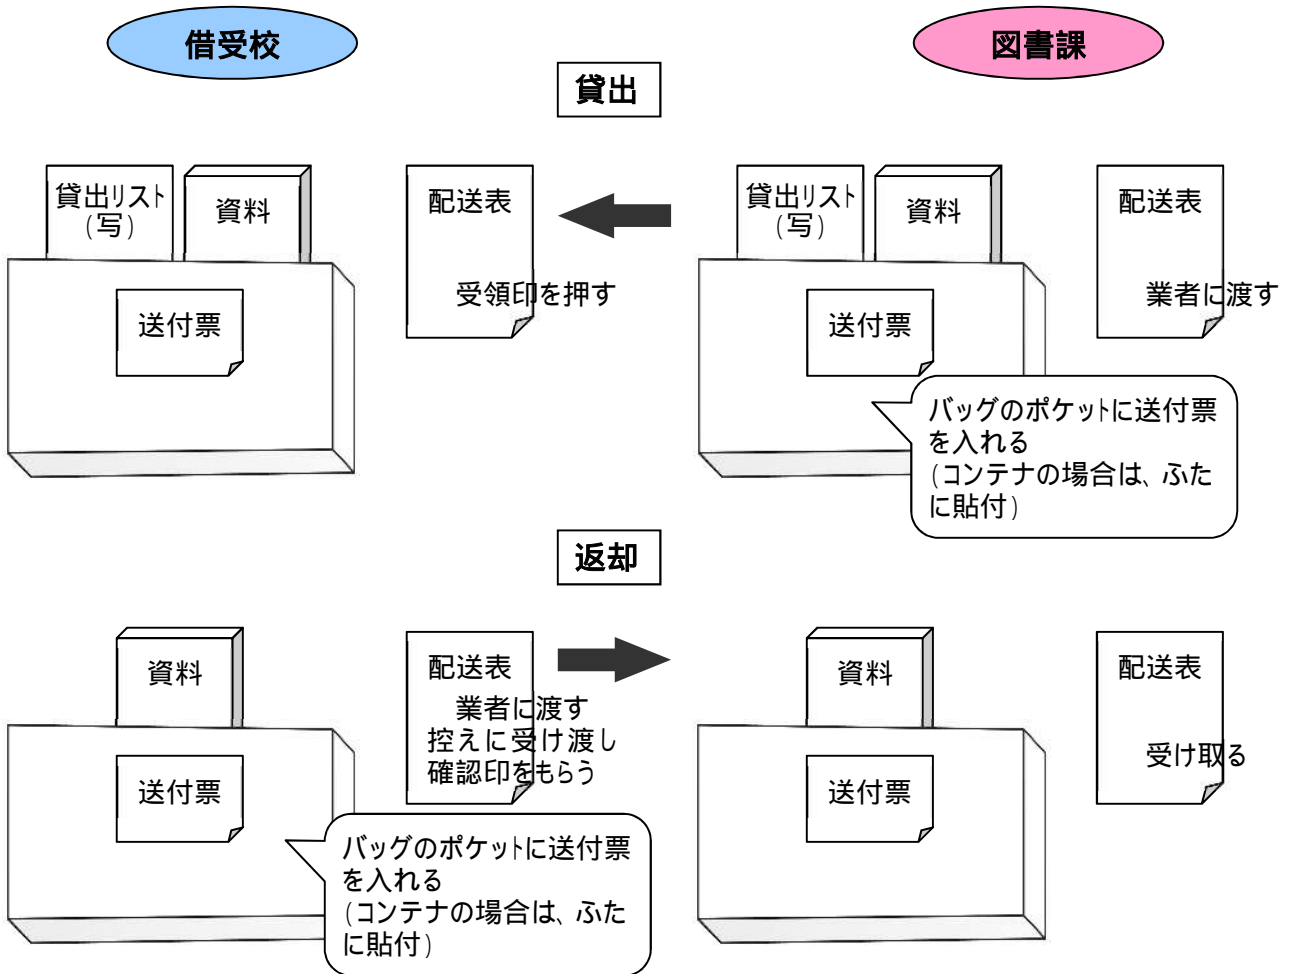 借受校
図書課
貸出
貸出リスト
(写)
資料
送付票
配送表
受領印を押す
貸出リスト
(写)
資料
送付票
配送表
業者に渡す
バッグのポケットに送付票
を入れる
(コンテナの場合は、ふた
に貼付)
返却
資料
送付票
配送表
業者に渡す
控えに受け渡し
確認印をもらう
バッグのポケットに送付票
を入れる
(コンテナの場合は、ふた
に貼付)
資料
送付票
配送表
受け取る